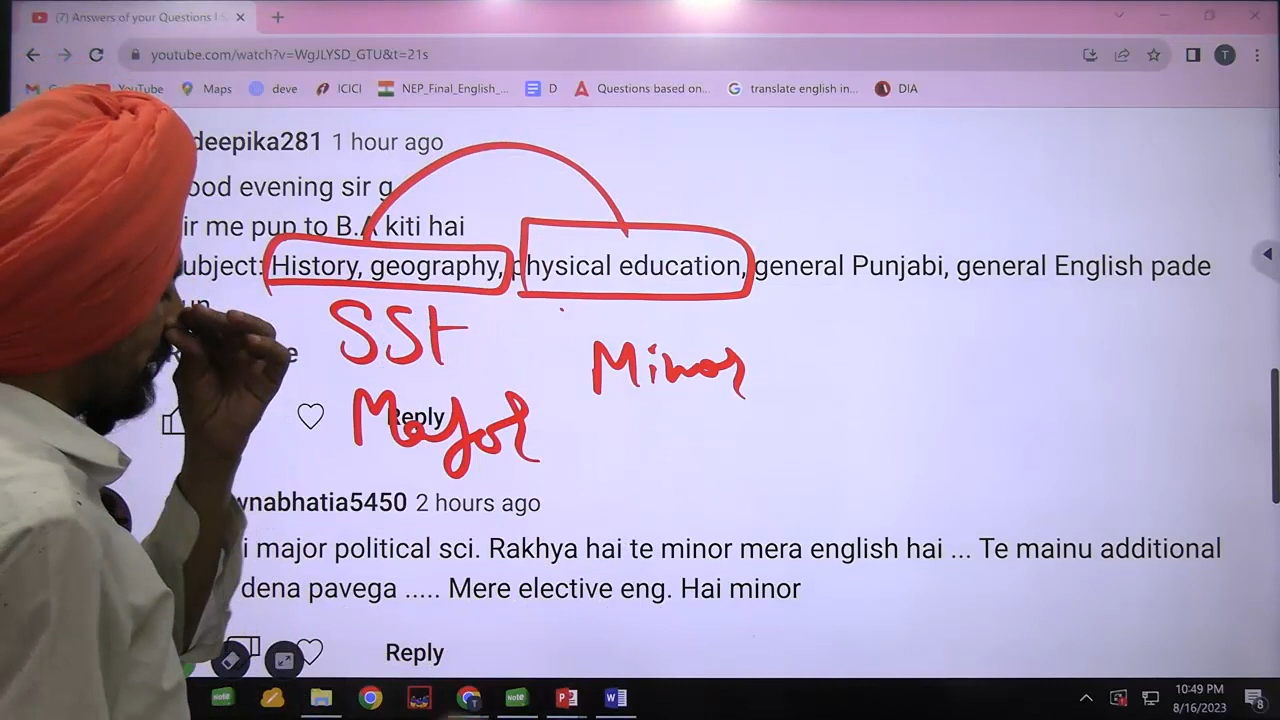 (7) Answers of your Questions I S
youtube.com/watch?v=WgJLYSD_GTU&t=21s
T
YouTube
Maps
deve
ICICI
NEP_Final_English_...
D
Questions based on...
translate english in...
DIA
deepika281 1 hour ago
ood evening sir g
ir me pup to B.A kiti hai
ubject: History, geography, physical education, general Punjabi, general English pade
SSt
Minor
Major
Reply
wnabhatia5450 2 hours ago
i major political sci. Rakhya hai te minor mera english hai ... Te mainu additional
dena pavega ..... Mere elective eng. Hai minor
Reply
Note
T
Note
P
W
10:49 PM
8/16/2023
8